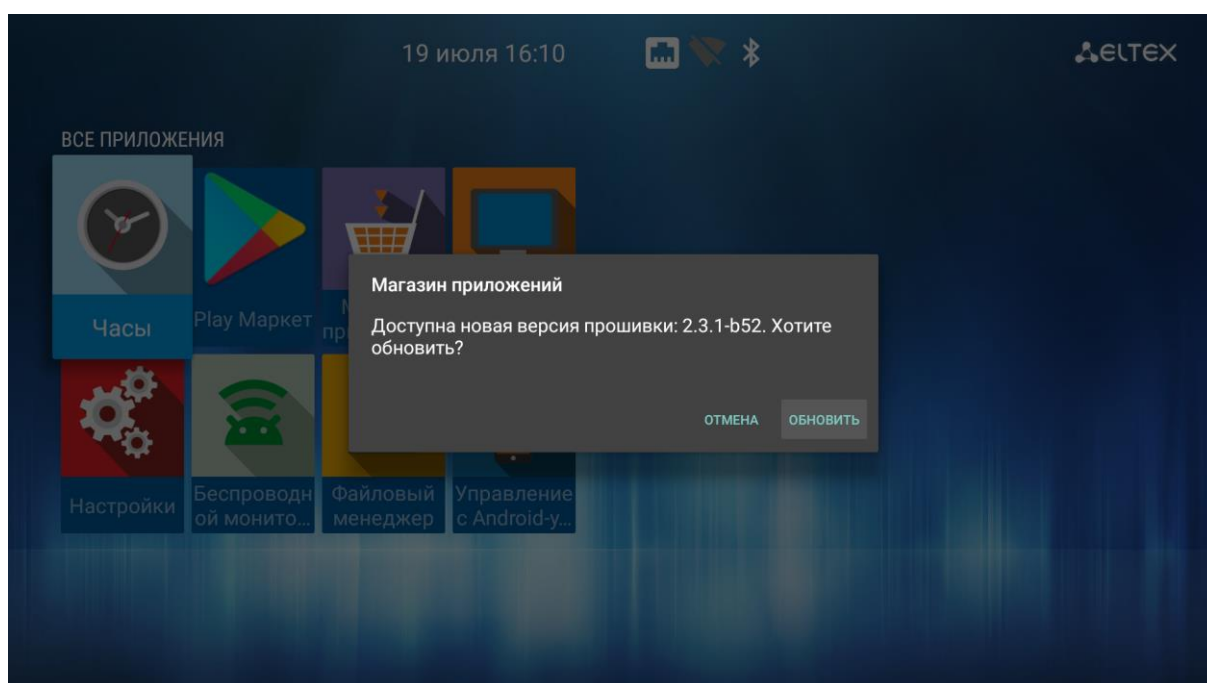 19 июля 16:10
ELTEX
ВСЕ ПРИЛОЖЕНИЯ
Часы
Play Маркет
Магазин приложений
Доступна новая версия прошивки: 2.3.1-b52. Хотите
обновить?
ОТМЕНА
ОБНОВИТЬ
Настройки
Беспроводн
ой монито...
Файловый
менеджер
Управление
с Android-у...